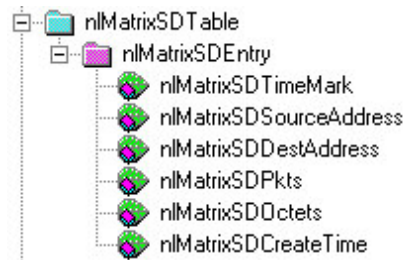 nlMatrixSDTable
nlMatrixSDEntry
nlMatrixSDTimeMark
nlMatrixSDSourceAddress
nlMatrixSDDestAddress
nlMatrixSDPkts
nlMatrixSDOctets
nlMatrixSDCreateTime